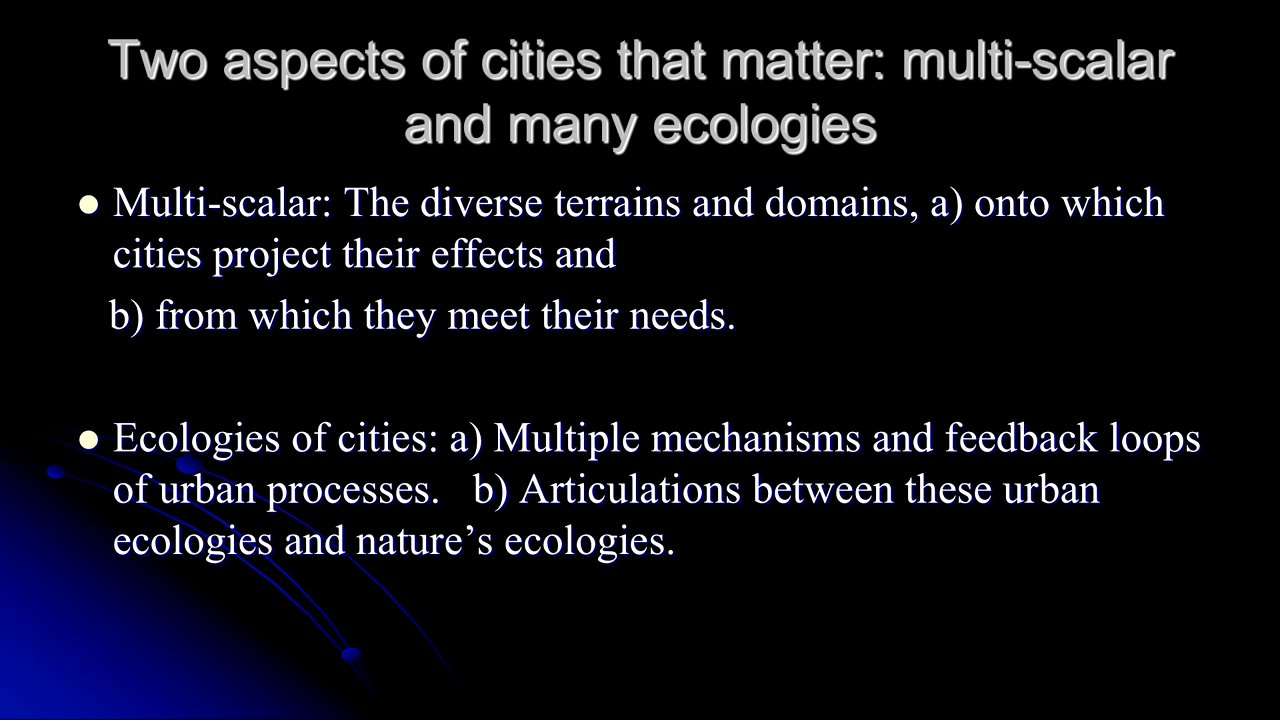 Two aspects of cities that matter: multi-scalar
and many ecologies
Multi-scalar: The diverse terrains and domains, a) onto which
cities project their effects and
b) from which they meet their needs.
Ecologies of cities: a) Multiple mechanisms and feedback loops
of urban processes.   b) Articulations between these urban
ecologies and nature’s ecologies.